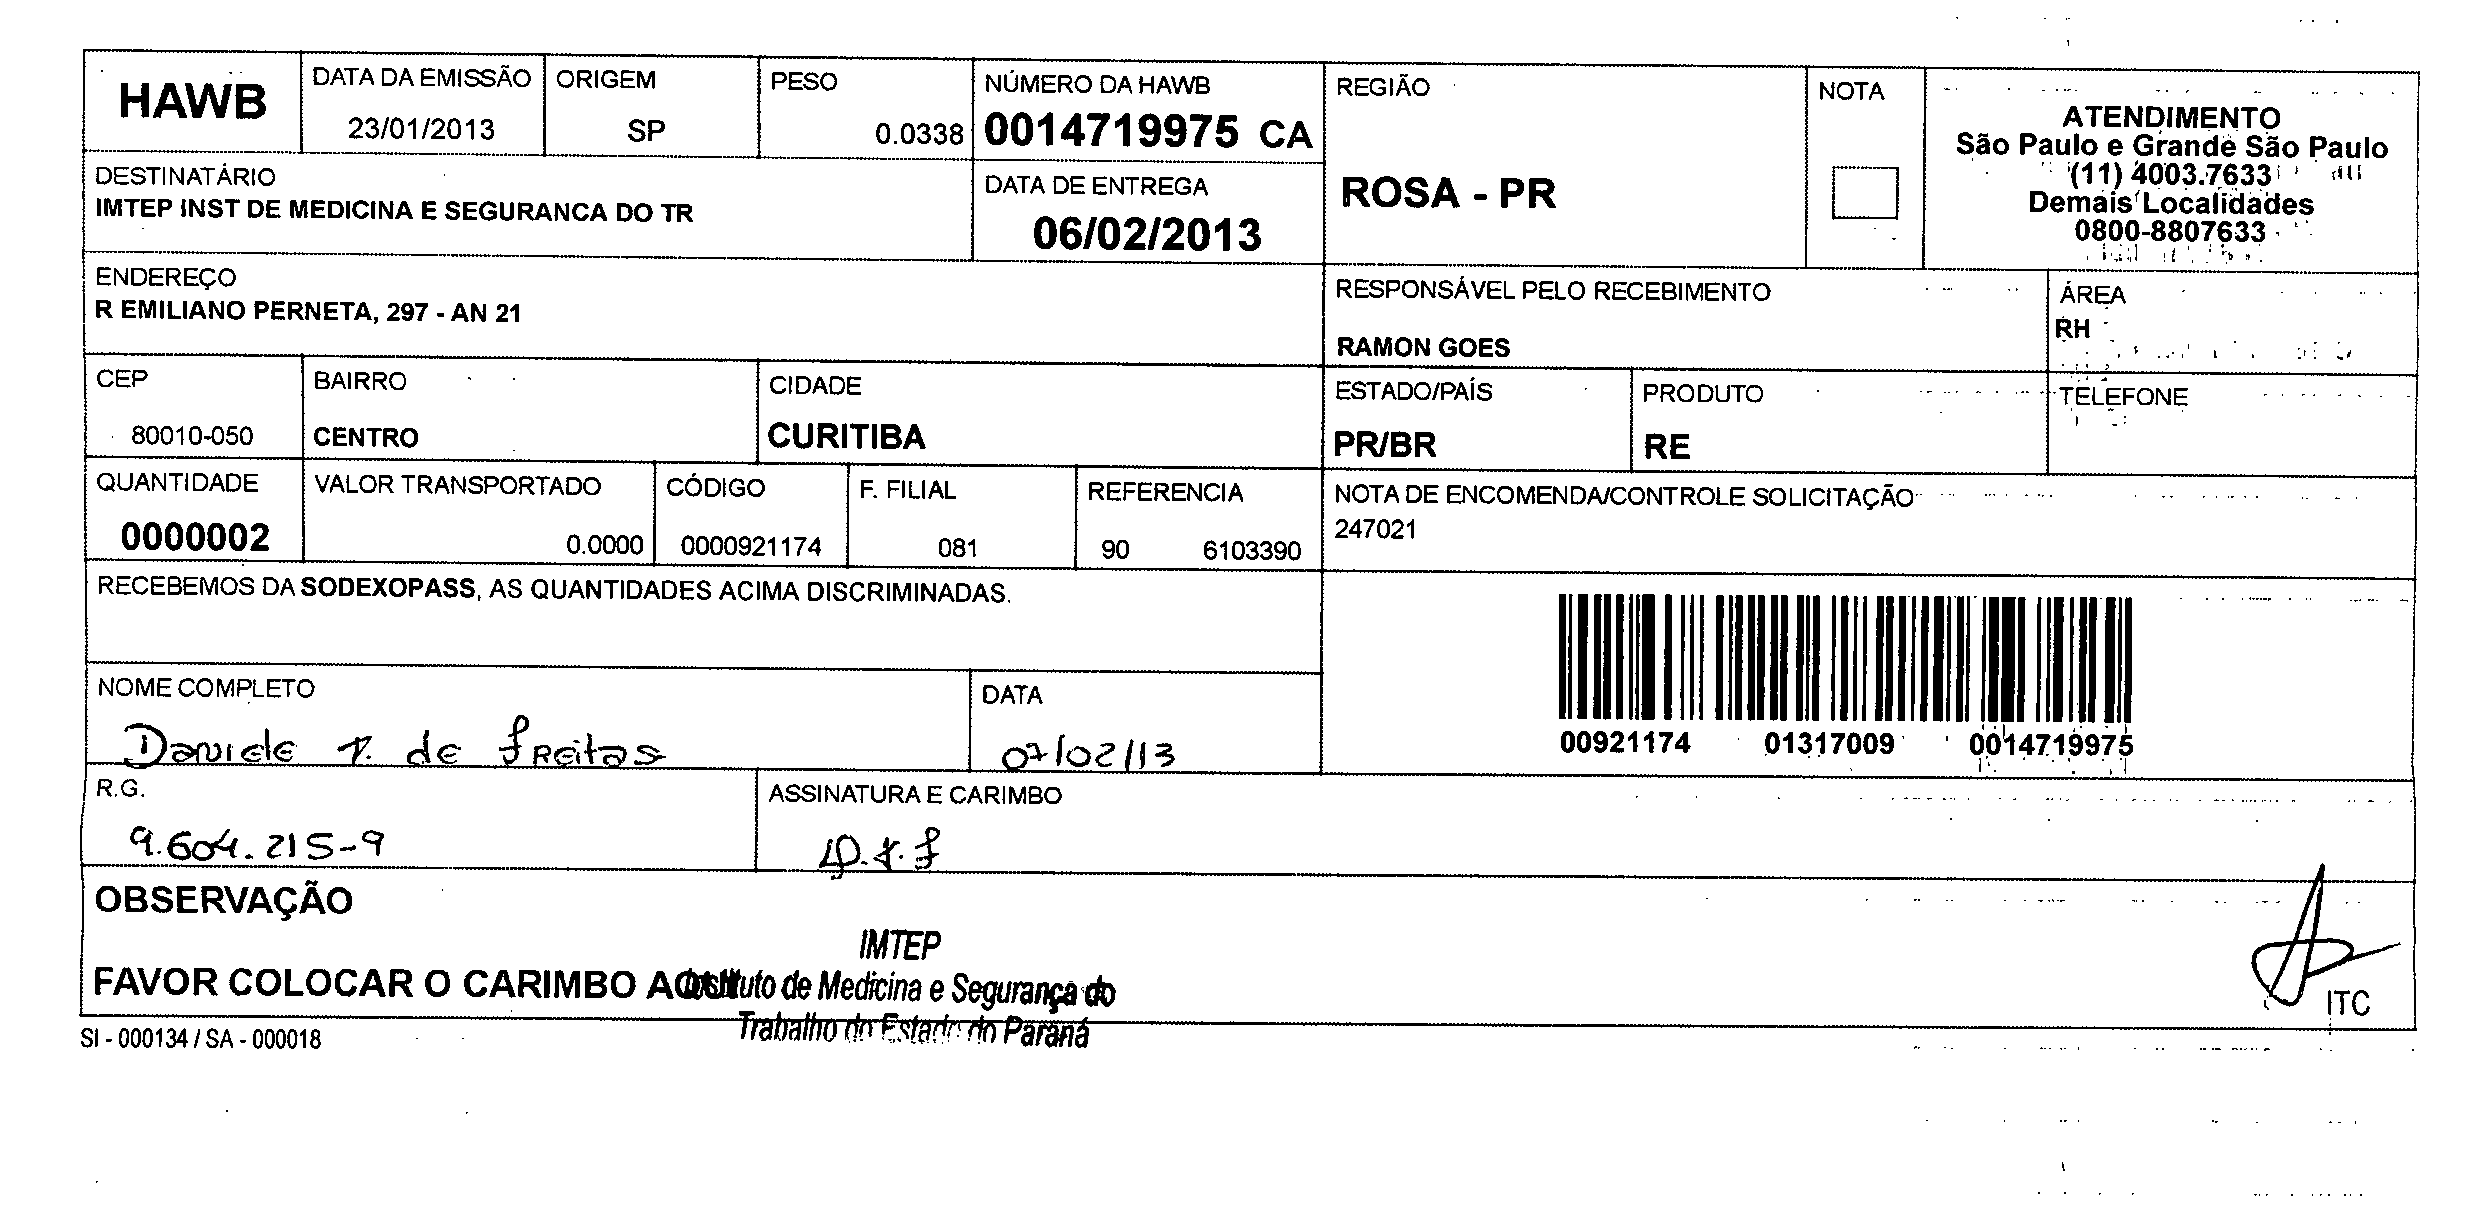 HAWB
DATA DA EMISSÃO
23/01/2013
ORIGEM
SP
PESO
0.0338
NÚMERO DA HAWB
0014719975 CA
REGIÃO
ROSA - PR
NOTA
ATENDIMENTO
São Paulo e Grande São Paulo
(11) 4003.7633
Demais Localidades
0800-8807633
DESTINATÁRIO
IMTEP INST DE MEDICINA E SEGURANCA DO TR
DATA DE ENTREGA
06/02/2013
ENDEREÇO
R EMILIANO PERNETA, 297 - AN 21
RESPONSÁVEL PELO RECEBIMENTO
RAMON GOES
ÁREA
RH
CEP
80010-050
BAIRRO
CENTRO
CIDADE
CURITIBA
ESTADO/PAÍS
PR/BR
PRODUTO
RE
TELEFONE
QUANTIDADE
0000002
VALOR TRANSPORTADO
0.0000
CÓDIGO
0000921174
F. FILIAL
081
REFERENCIA
90 6103390
NOTA DE ENCOMENDA/CONTROLE SOLICITAÇÃO
247021
RECEBEMOS DA SODEXOPASS, AS QUANTIDADES ACIMA DISCRIMINADAS.
00921174 01317009 0014719975
NOME COMPLETO
Daniele de Freitas
DATA
07/02/13
R.G.
9.604.215-9
ASSINATURA E CARIMBO
OBSERVAÇÃO
FAVOR COLOCAR O CARIMBO AQUI
IMTEP
Instituto de Medicina e Segurança do
Trabalho do Estado do Paraná
ITC
SI - 000134 / SA - 000018